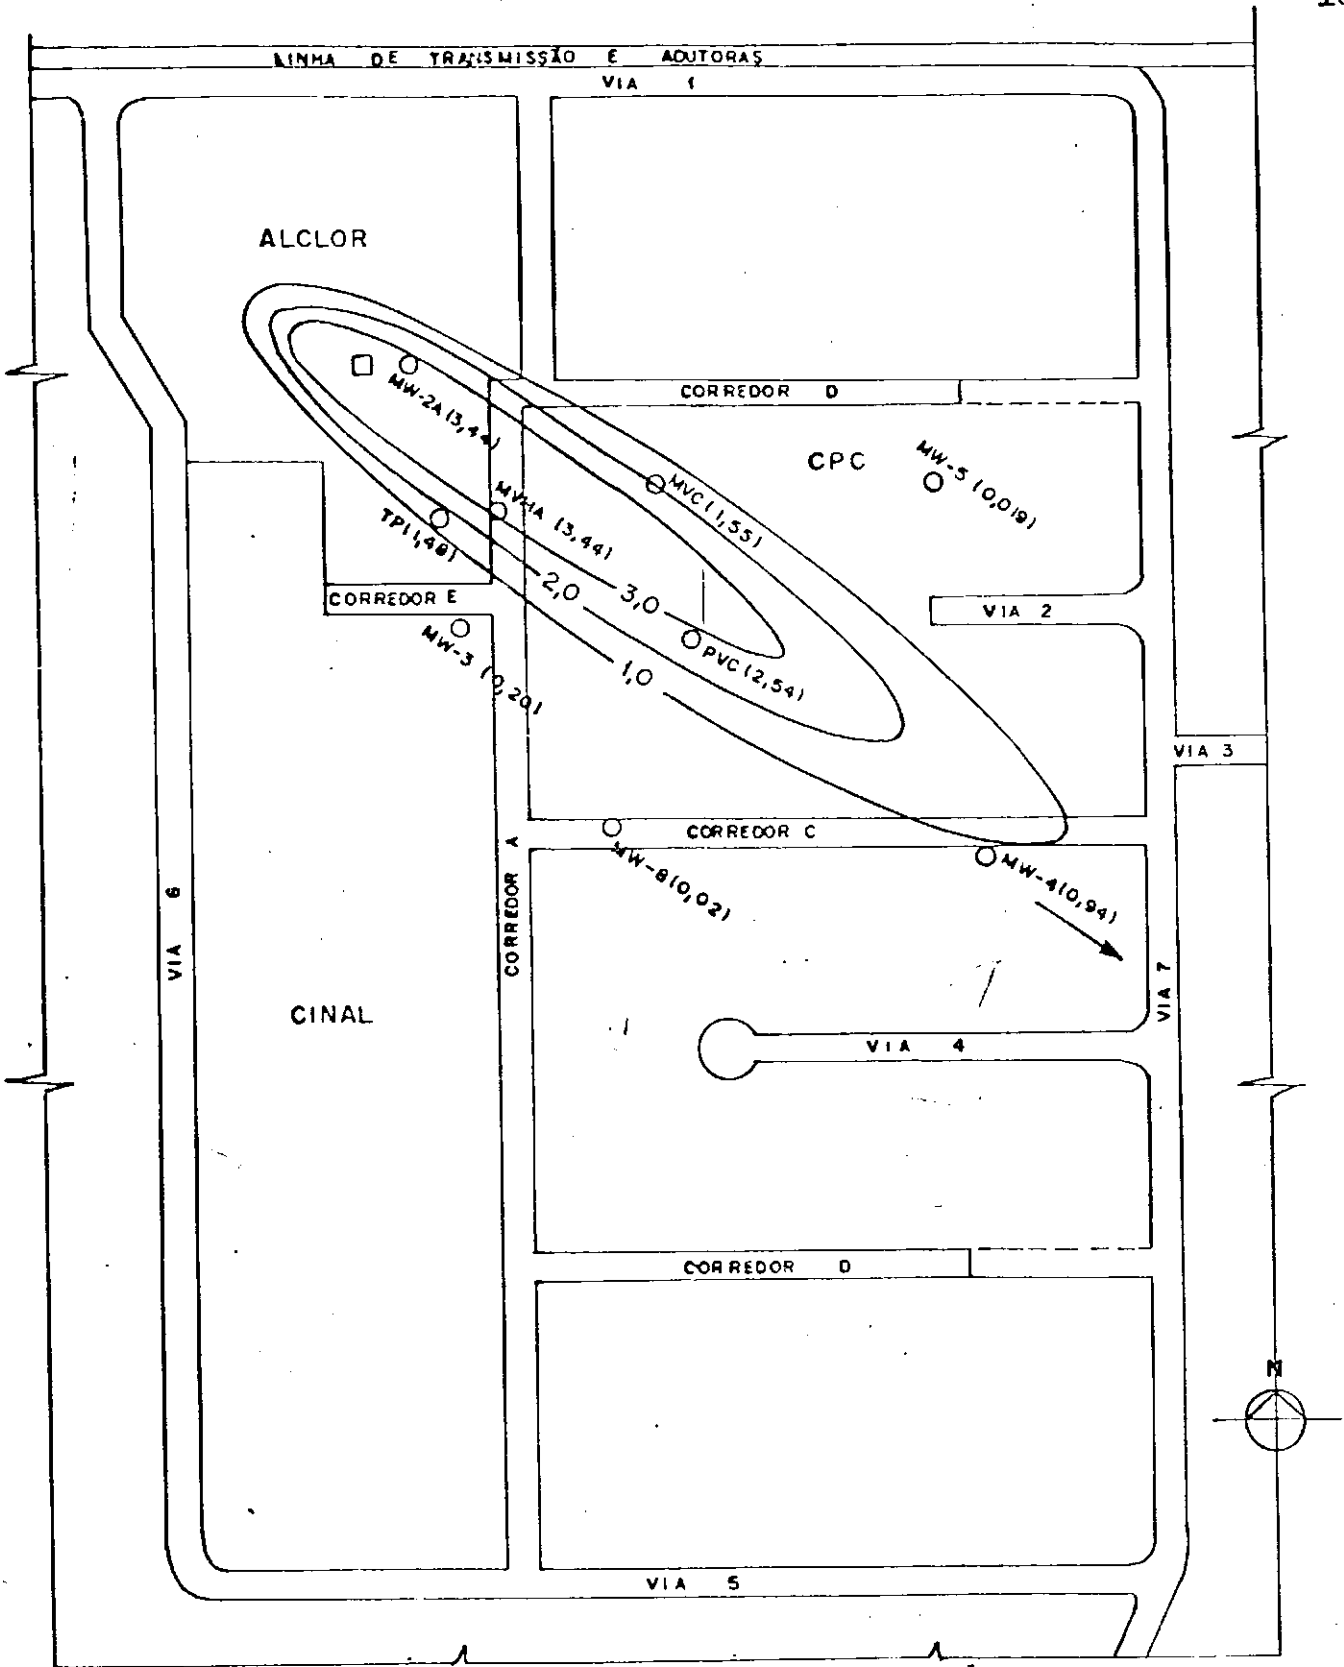 LINHA DE TRANSMISSÃO E ADUTORAS
VIA 1
ALCLOR
MW-2A (3,44)
CORREDOR D
CPC
MW-5 (0,019)
MVC (1,55)
(3,44)
TP1 (1,48)
2,0
3,0
CORREDOR E
VIA 2
MW-3 (0,20)
PVC (2,54)
1,0
VIA 3
CORREDOR C
CORREDOR A
MW-8 (0,02)
MW-4 (0,94)
VIA 6
VIA 7
CINAL
VIA 4
CORREDOR D
N
VIA 5